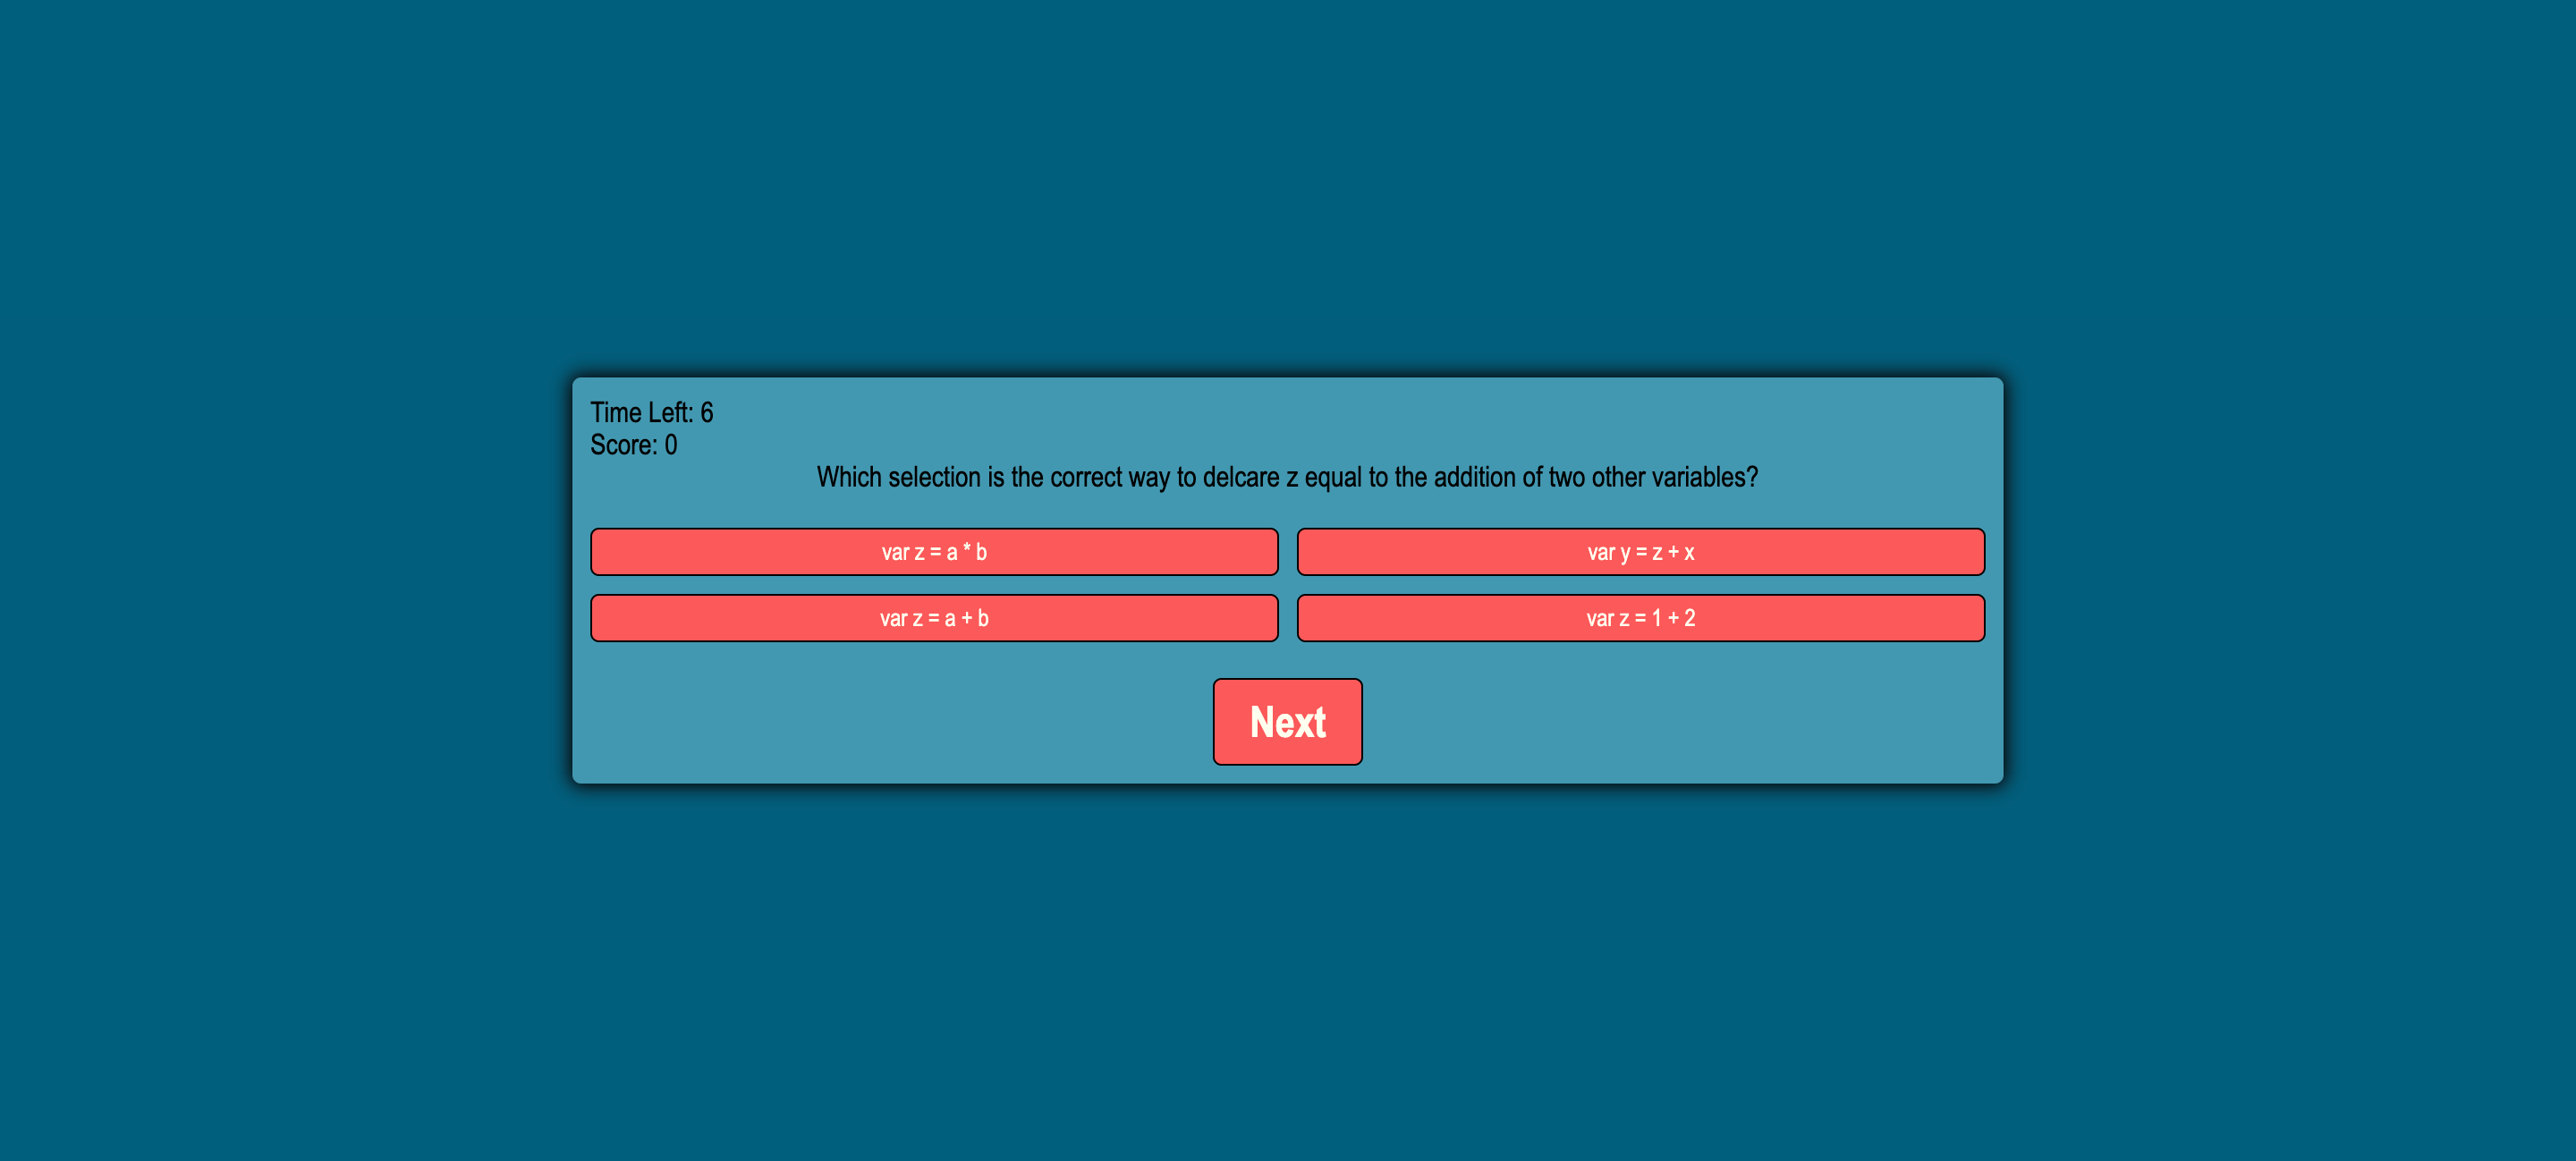 Time Left: 6
Score: 0
Which selection is the correct way to delcare z equal to the addition of two other variables?
var z = a * b
var y = z + x
var z = a + b
var z = 1 + 2
Next